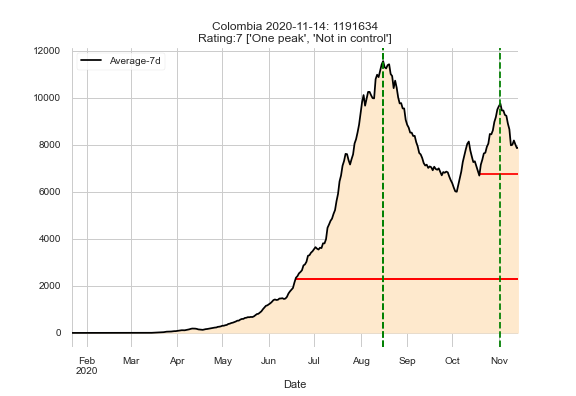 Colombia 2020-11-14: 1191634
Rating:7 ['One peak', 'Not in control']
Average-7d
12000
10000
8000
6000
4000
2000
0
Feb Mar Apr May Jun Jul Aug Sep Oct Nov
2020
Date